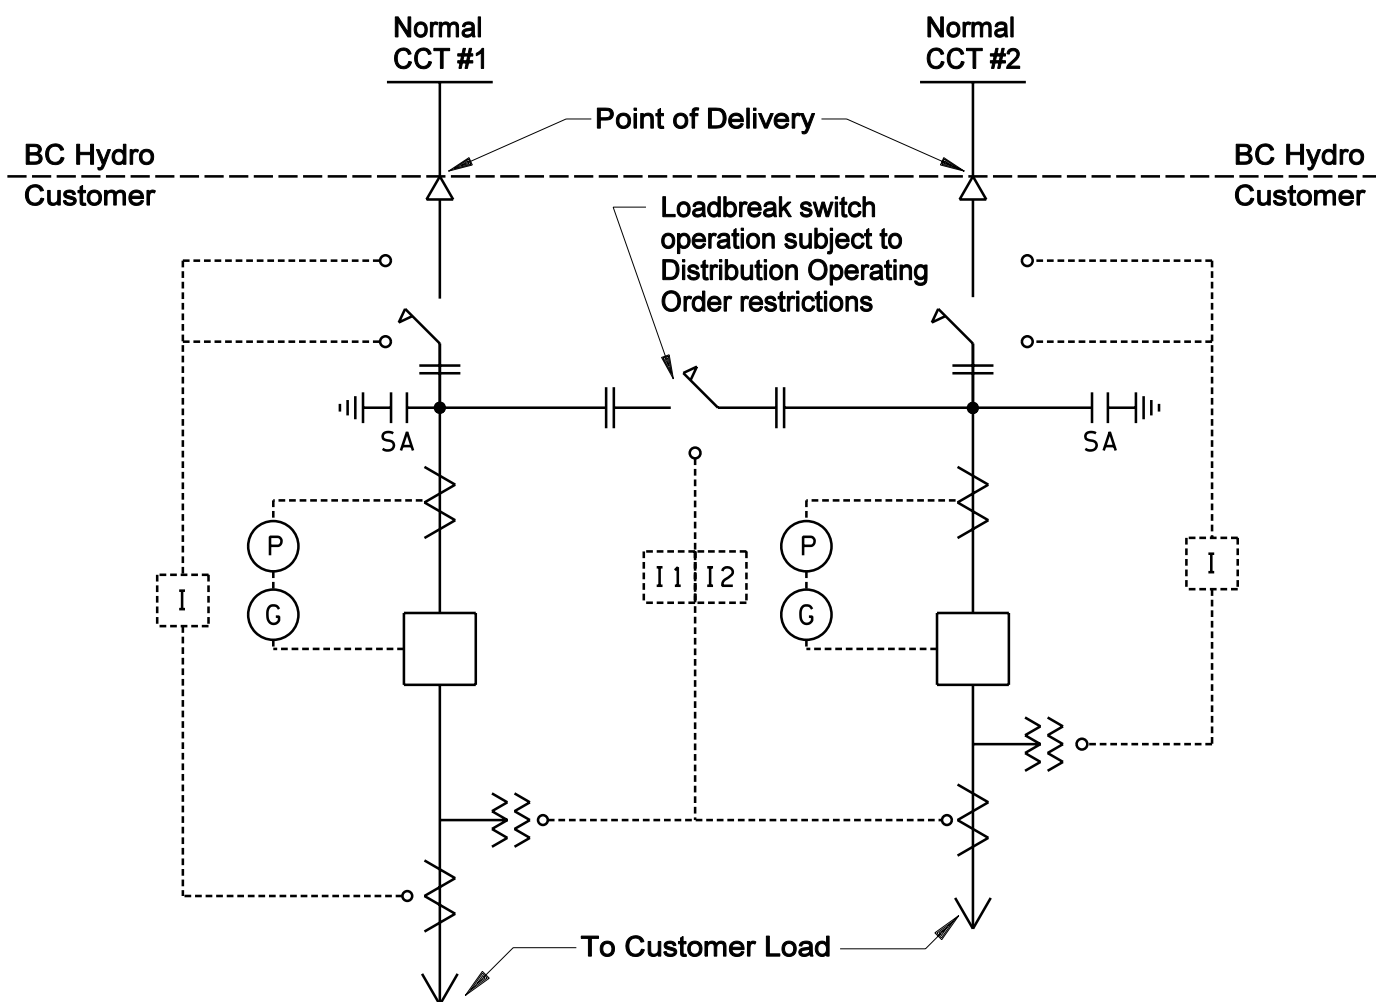 Normal
CCT #1
Normal
CCT #2
Point of Delivery
BC Hydro
BC Hydro
Customer
Customer
Loadbreak switch
operation subject to
Distribution Operating
Order restrictions
SA
SA
P
P
I
I1
I2
I
G
G
To Customer Load